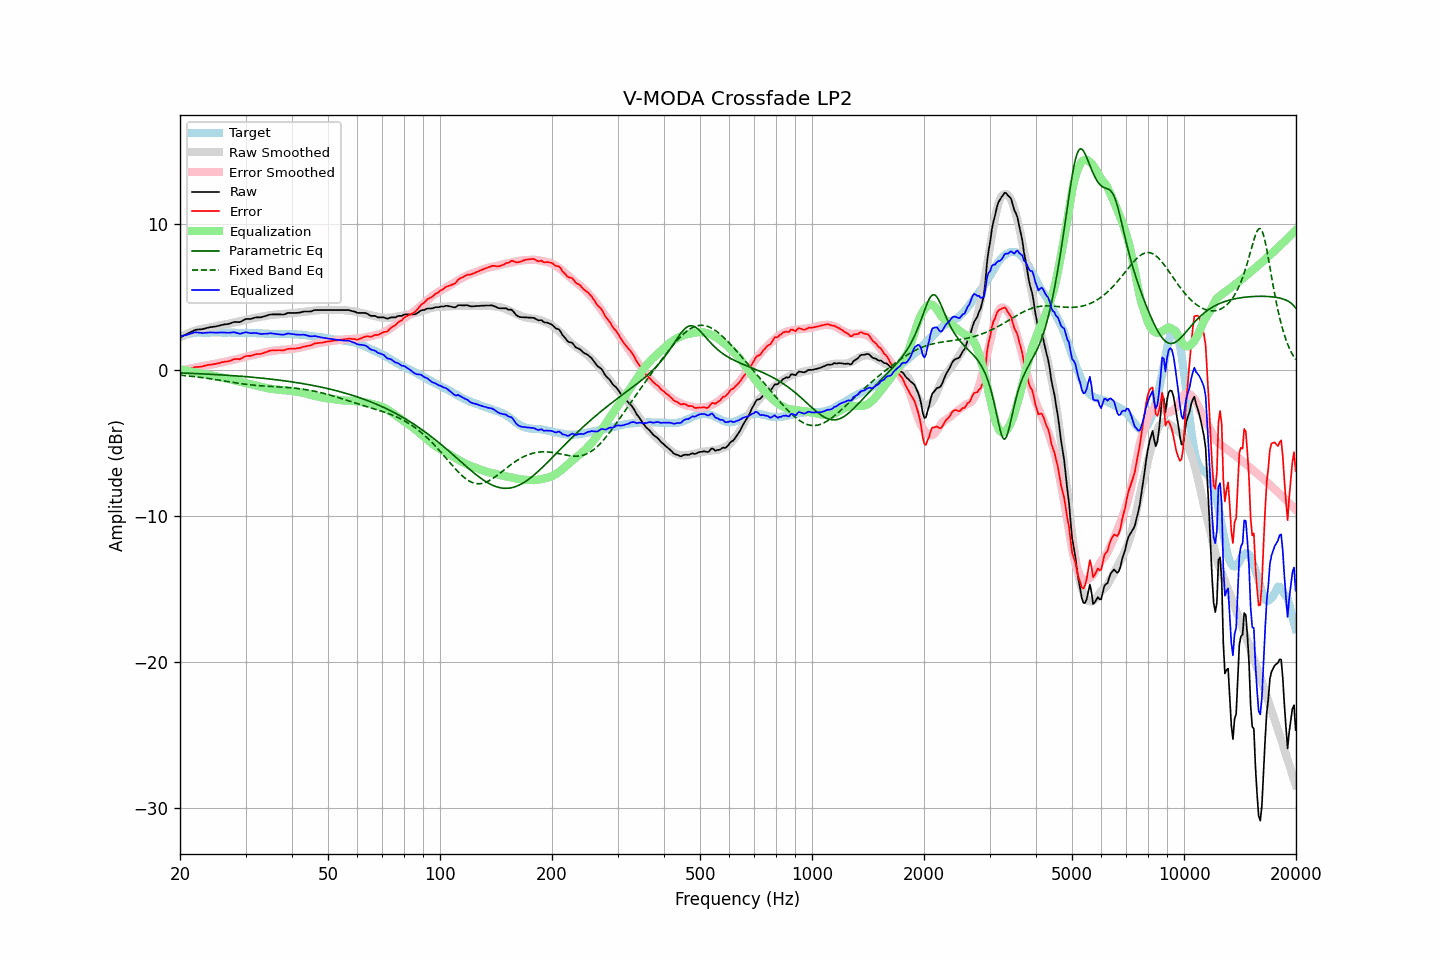 V-MODA Crossfade LP2
Target
Raw Smoothed
Error Smoothed
Raw
Error
Equalization
Parametric Eq
Fixed Band Eq
Equalized
Amplitude (dBr)
10
0
−10
−20
−30
20 50 100 200 500 1000 2000 5000 10000 20000
Frequency (Hz)